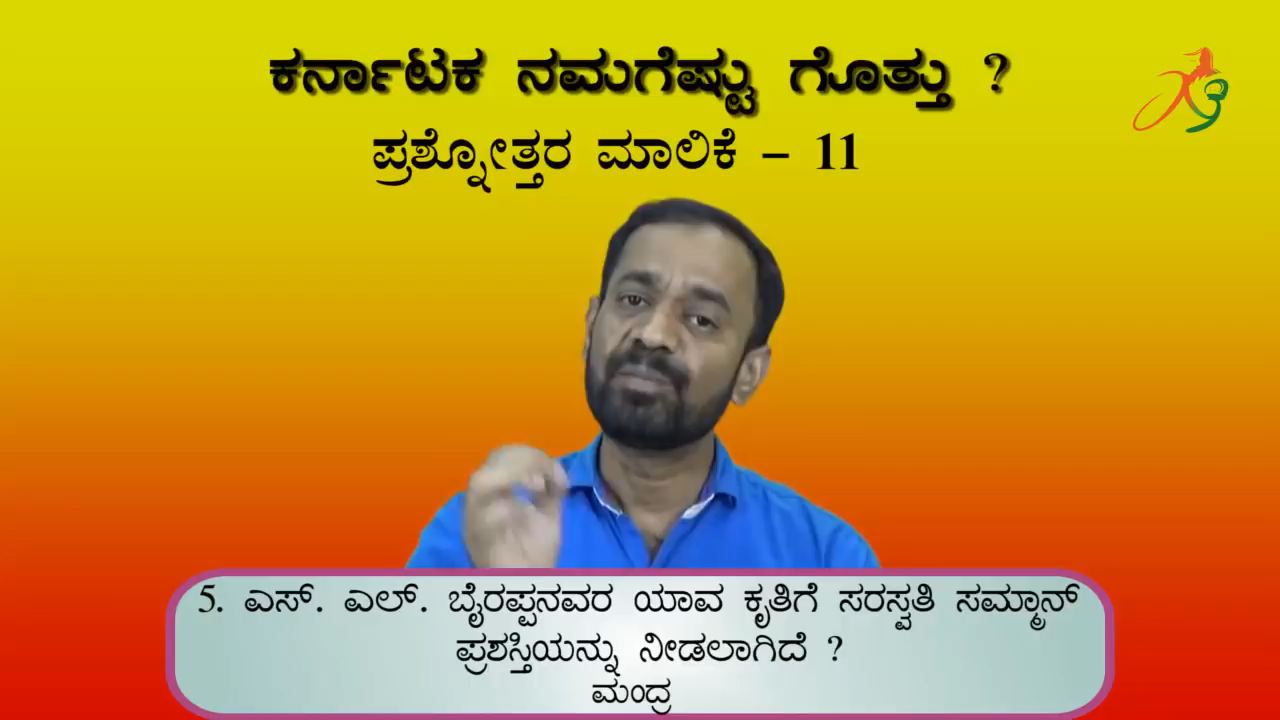 ಕರ್ನಾಟಕ ನಮಗೆಷ್ಟು ಗೊತ್ತು ?
ಪ್ರಶ್ನೋತ್ತರ ಮಾಲಿಕೆ – 11
5. ಎಸ್. ಎಲ್. ಬೈರಪ್ಪನವರ ಯಾವ ಕೃತಿಗೆ ಸರಸ್ವತಿ ಸಮ್ಮಾನ್
ಪ್ರಶಸ್ತಿಯನ್ನು ನೀಡಲಾಗಿದೆ ?
ಮಂದ್ರ